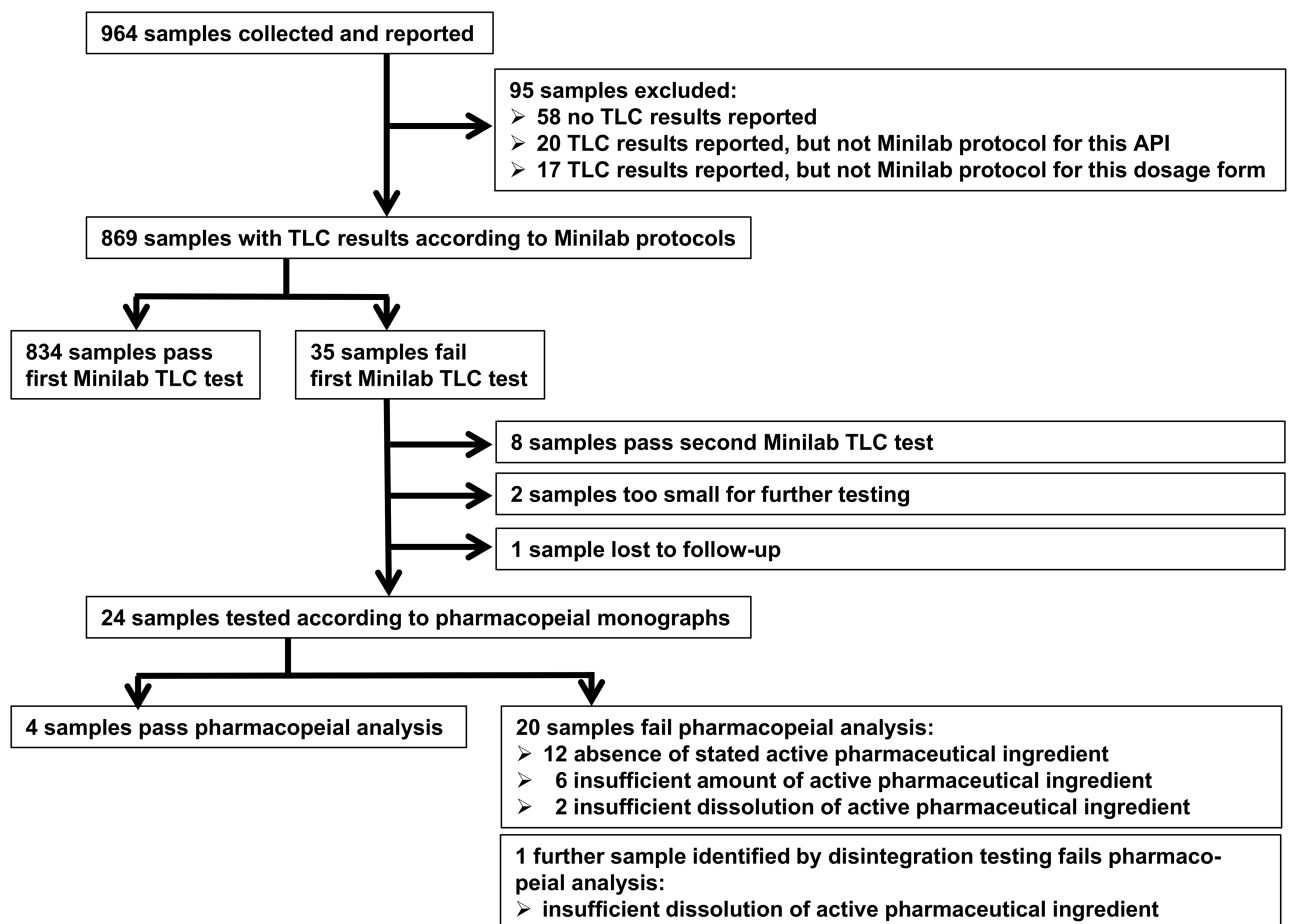 964 samples collected and reported
95 samples excluded:
➢ 58 no TLC results reported
➢ 20 TLC results reported, but not Minilab protocol for this API
➢ 17 TLC results reported, but not Minilab protocol for this dosage form
869 samples with TLC results according to Minilab protocols
834 samples pass
first Minilab TLC test
35 samples fail
first Minilab TLC test
8 samples pass second Minilab TLC test
2 samples too small for further testing
1 sample lost to follow-up
24 samples tested according to pharmacopeial monographs
4 samples pass pharmacopeial analysis
20 samples fail pharmacopeial analysis:
➢ 12 absence of stated active pharmaceutical ingredient
➢ 6 insufficient amount of active pharmaceutical ingredient
➢ 2 insufficient dissolution of active pharmaceutical ingredient
1 further sample identified by disintegration testing fails pharmaco-
peial analysis:
➢ insufficient dissolution of active pharmaceutical ingredient